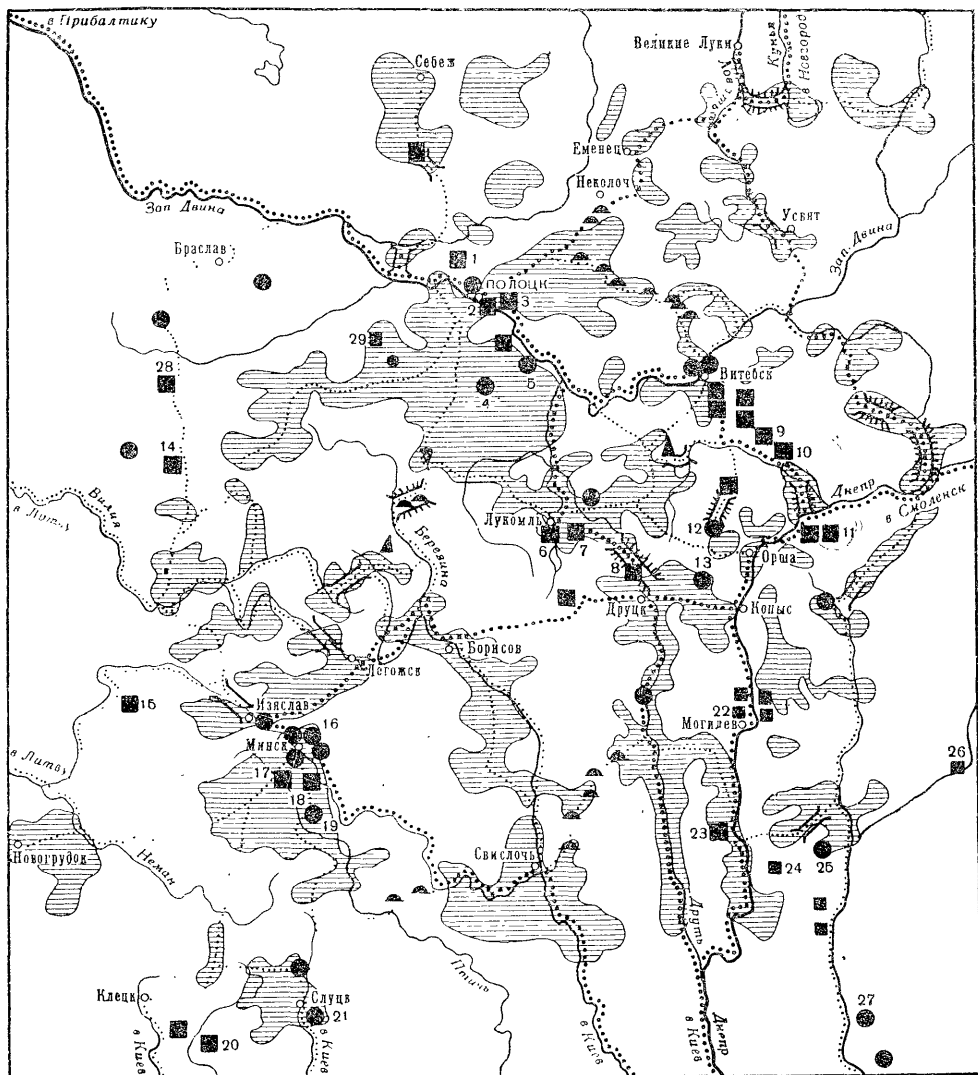 в Прибалтику
Великие Луки
Кунья
в Новгород
Себеж
Еменец
Неколоч
Усвят
Зап Двина
Зап. Двина
Браслав
1
ПОЛОЦК
2
3
29
5
4
28
Витебск
9
10
14
Вилия
в Литву
Березина
Лукомль
6
7
8
12
13
Днепр
в Смоленск
11
Орша
Друцк
Копыс
Борисов
Логожск
15
Изяслав
16
Минск
17
18
19
22
Могилев
26
в Литву
Новогрудок
Неман
Свислочь
23
24
25
Птичь
Друть
Клецк
Слуцк
21
20
в Киев
в Киев
в Киев
в Киев
Днепр
27